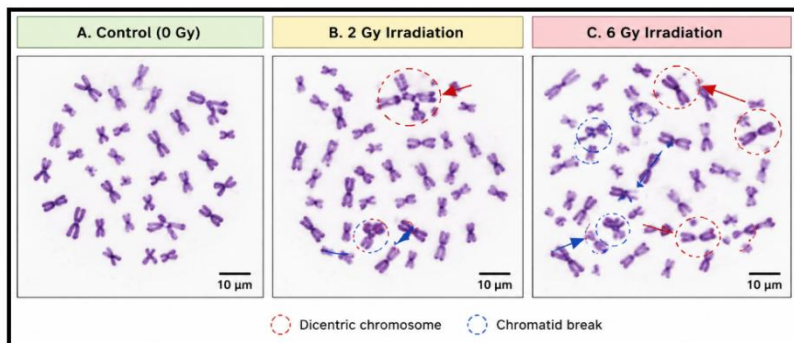 A. Control (0 Gy)
B. 2 Gy Irradiation
C. 6 Gy Irradiation
10 μm
10 μm
10 μm
Dicentric chromosome
Chromatid break